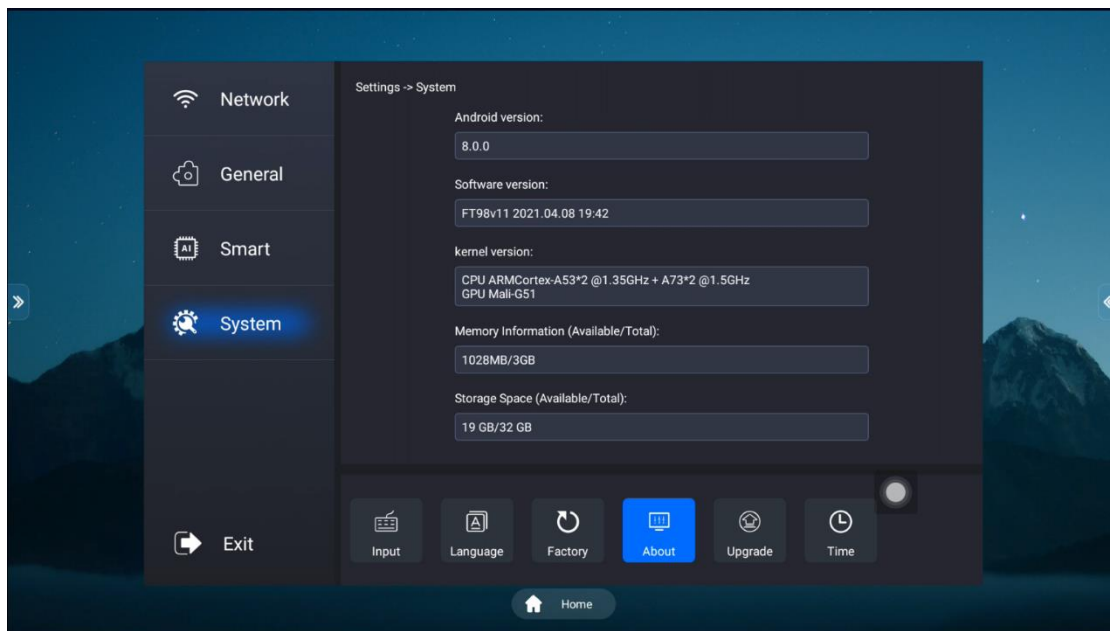 Network
General
AI
Smart
System
Exit
Settings -> System
Android version:
8.0.0
Software version:
FT98v11 2021.04.08 19:42
kernel version:
CPU ARMCortex-A53*2 @1.35GHz + A73*2 @1.5GHz
GPU Mali-G51
Memory Information (Available/Total):
1028MB/3GB
Storage Space (Available/Total):
19 GB/32 GB
Input
A
Language
Factory
About
Upgrade
Time
Home